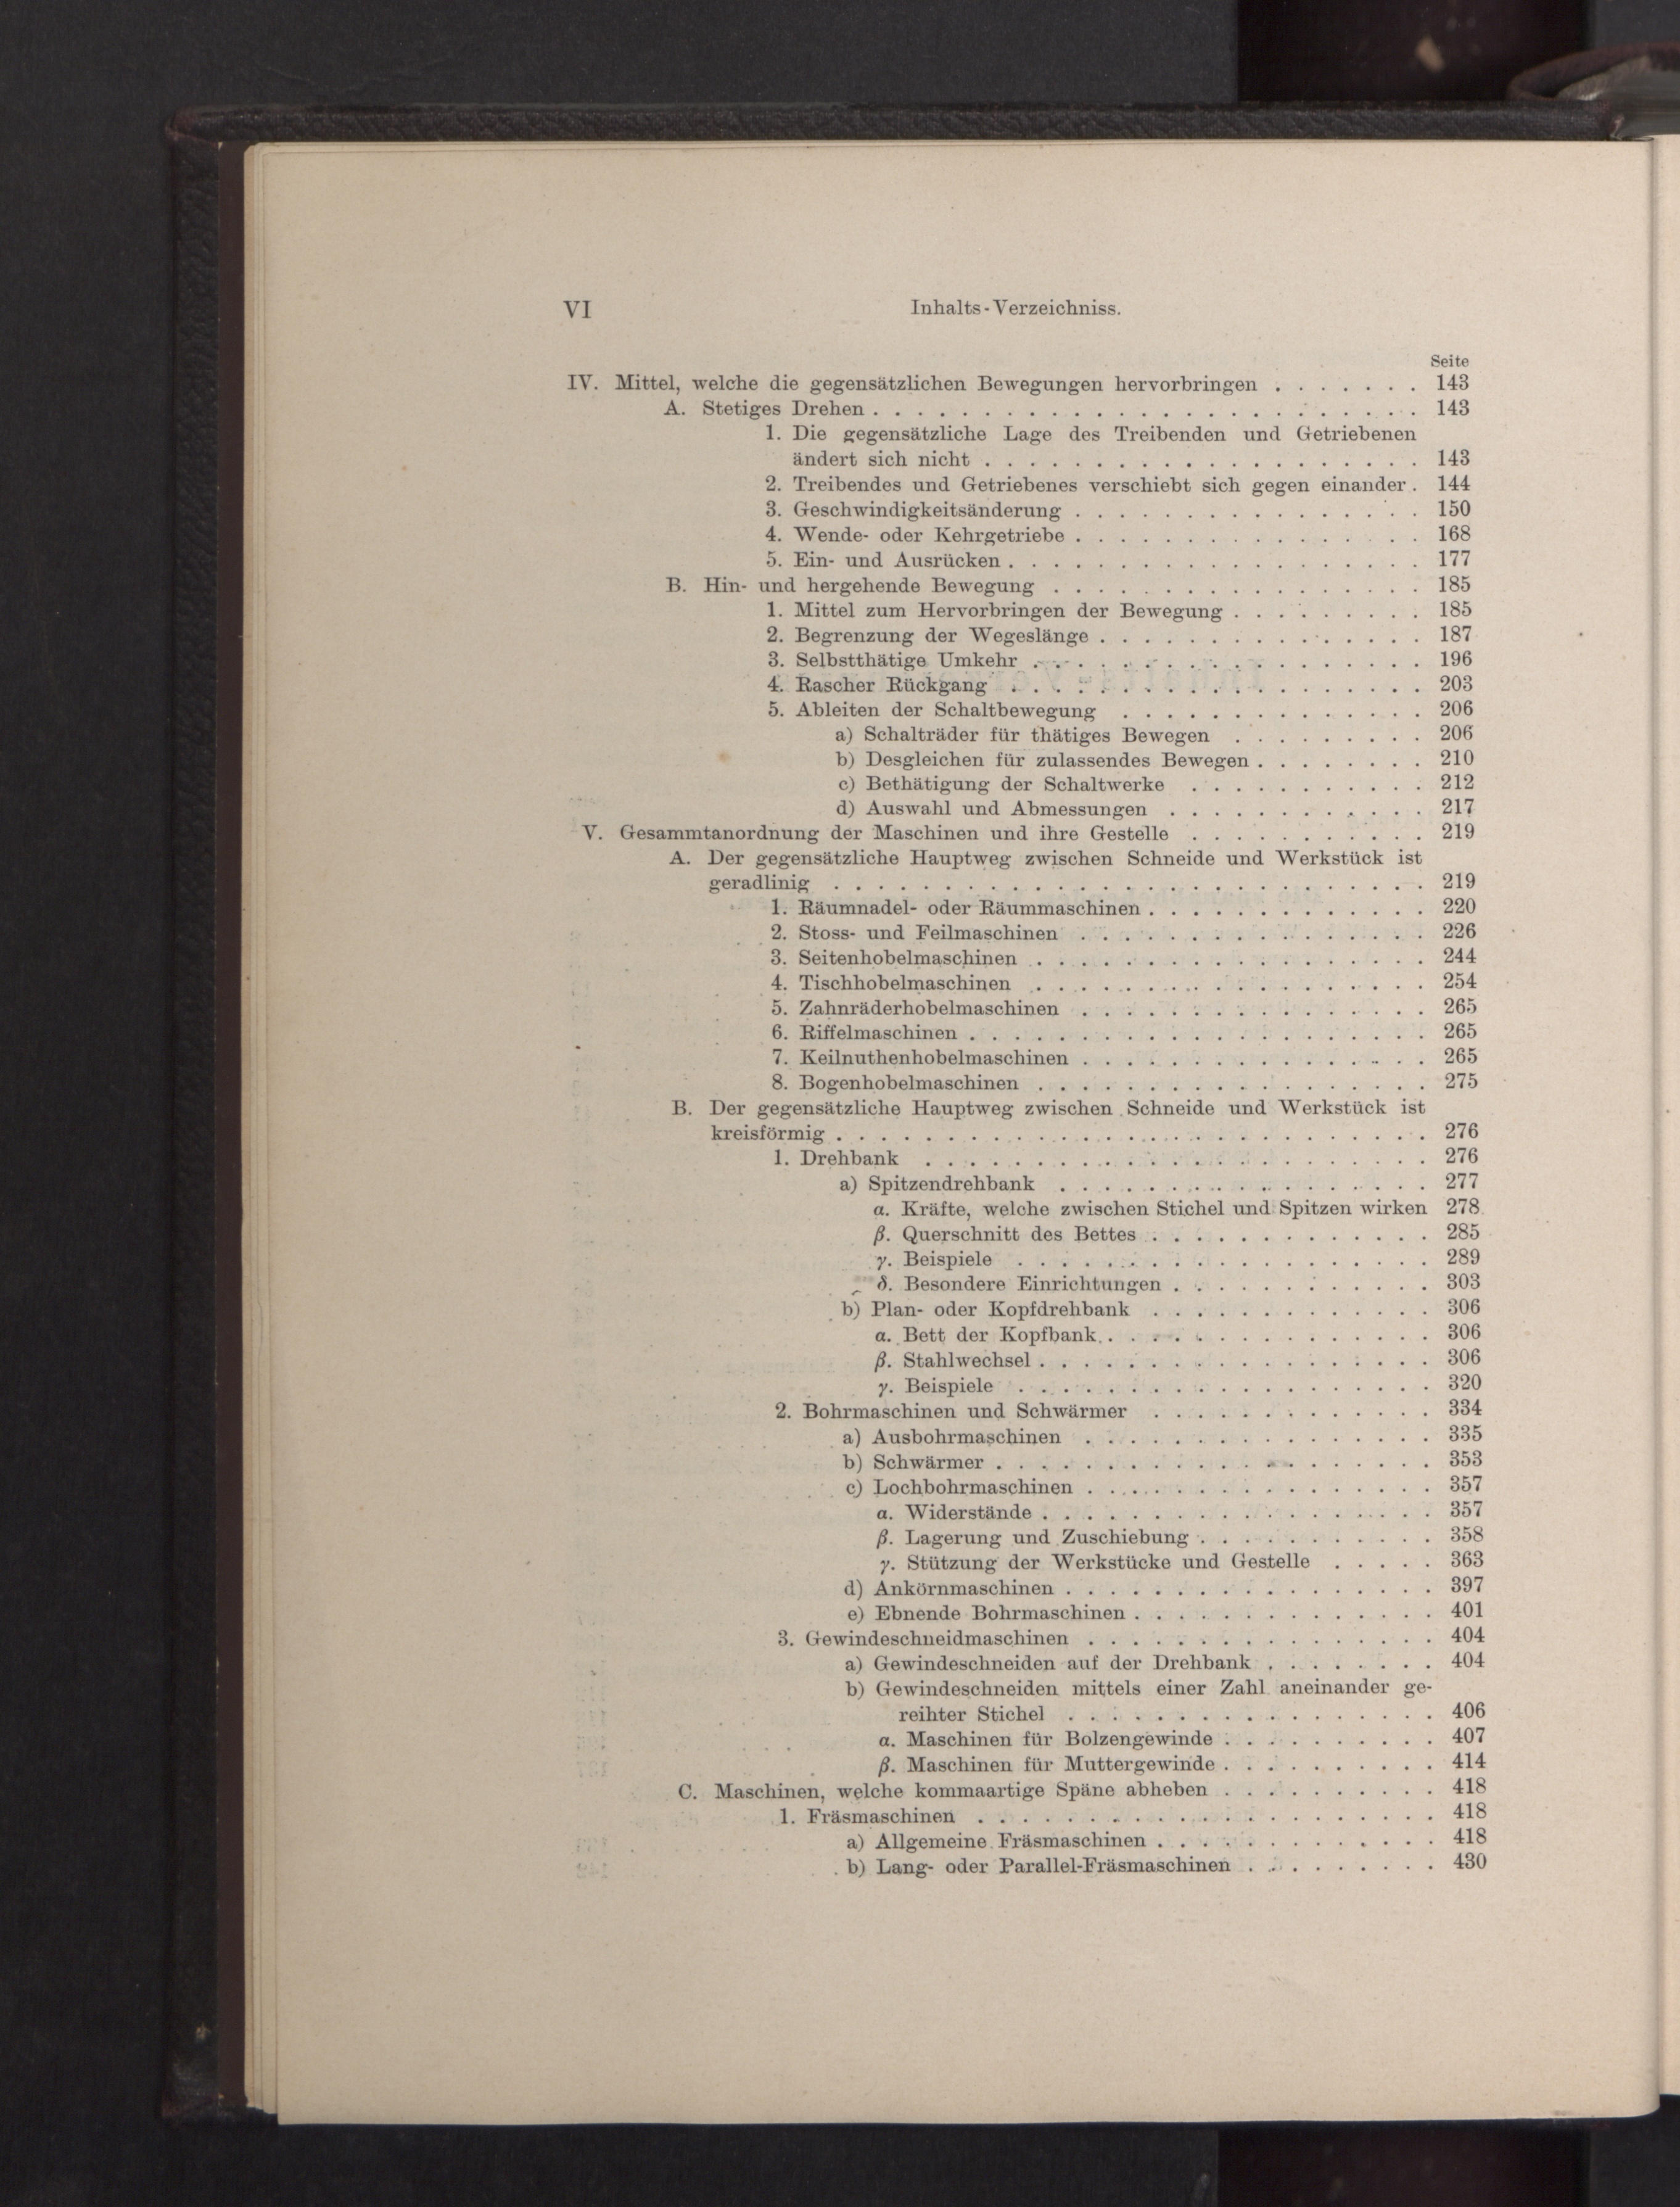 VI Inhalts-Verzeichniss.
Seite
IV. Mittel, welche die gegensätzlichen Bewegungen hervorbringen . . . . . . . 143
A. Stetiges Drehen . . . . . . . . . . . . . . . . . . . . . . . . . 143
1. Die gegensätzliche Lage des Treibenden und Getriebenen
ändert sich nicht . . . . . . . . . . . . . . . . . . . . 143
2. Treibendes und Getriebenes verschiebt sich gegen einander . 144
3. Geschwindigkeitsänderung . . . . . . . . . . . . . . . . 150
4. Wende- oder Kehrgetriebe . . . . . . . . . . . . . . . . 168
5. Ein- und Ausrücken . . . . . . . . . . . . . . . . . . . 177
B. Hin- und hergehende Bewegung . . . . . . . . . . . . . . . . . 185
1. Mittel zum Hervorbringen der Bewegung . . . . . . . . . 185
2. Begrenzung der Wegeslänge . . . . . . . . . . . . . . . 187
3. Selbstthätige Umkehr . . . . . . . . . . . . . . . . . . 196
4. Rascher Rückgang . . . . . . . . . . . . . . . . . . . 203
5. Ableiten der Schaltbewegung . . . . . . . . . . . . . . 206
a) Schalträder für thätiges Bewegen . . . . . . . . . 206
b) Desgleichen für zulassendes Bewegen . . . . . . . . 210
c) Bethätigung der Schaltwerke . . . . . . . . . . . 212
d) Auswahl und Abmessungen . . . . . . . . . . . . 217
V. Gesammtanordnung der Maschinen und ihre Gestelle . . . . . . . . . . . 219
A. Der gegensätzliche Hauptweg zwischen Schneide und Werkstück ist
geradlinig . . . . . . . . . . . . . . . . . . . . . . . . . . . 219
1. Räumnadel- oder Räummaschinen . . . . . . . . . . . . . 220
2. Stoss- und Feilmaschinen . . . . . . . . . . . . . . . . 226
3. Seitenhobelmaschinen . . . . . . . . . . . . . . . . . . 244
4. Tischhobelmaschinen . . . . . . . . . . . . . . . . . . 254
5. Zahnräderhobelmaschinen . . . . . . . . . . . . . . . . 265
6. Riffelmaschinen . . . . . . . . . . . . . . . . . . . . . 265
7. Keilnuthenhobelmaschinen . . . . . . . . . . . . . . . . 265
8. Bogenhobelmaschinen . . . . . . . . . . . . . . . . . . 275
B. Der gegensätzliche Hauptweg zwischen Schneide und Werkstück ist
kreisförmig . . . . . . . . . . . . . . . . . . . . . . . . . . . 276
1. Drehbank . . . . . . . . . . . . . . . . . . . . . . . 276
a) Spitzendrehbank . . . . . . . . . . . . . . . . . 277
α. Kräfte, welche zwischen Stichel und Spitzen wirken 278
β. Querschnitt des Bettes . . . . . . . . . . . . . 285
γ. Beispiele . . . . . . . . . . . . . . . . . . . 289
δ. Besondere Einrichtungen . . . . . . . . . . . . 303
b) Plan- oder Kopfdrehbank . . . . . . . . . . . . . 306
α. Bett der Kopfbank . . . . . . . . . . . . . . . 306
β. Stahlwechsel . . . . . . . . . . . . . . . . . . 306
γ. Beispiele . . . . . . . . . . . . . . . . . . . 320
2. Bohrmaschinen und Schwärmer . . . . . . . . . . . . . 334
a) Ausbohrmaschinen . . . . . . . . . . . . . . . . 335
b) Schwärmer . . . . . . . . . . . . . . . . . . . . 353
c) Lochbohrmaschinen . . . . . . . . . . . . . . . . 357
α. Widerstände . . . . . . . . . . . . . . . . . . 357
β. Lagerung und Zuschiebung . . . . . . . . . . . 358
γ. Stützung der Werkstücke und Gestelle . . . . . 363
d) Ankörnmaschinen . . . . . . . . . . . . . . . . . 397
e) Ebnende Bohrmaschinen . . . . . . . . . . . . . . 401
3. Gewindeschneidmaschinen . . . . . . . . . . . . . . . . 404
a) Gewindeschneiden auf der Drehbank . . . . . . . . 404
b) Gewindeschneiden mittels einer Zahl aneinander ge-
reihter Stichel . . . . . . . . . . . . . . . . . 406
α. Maschinen für Bolzengewinde . . . . . . . . . . 407
β. Maschinen für Muttergewinde . . . . . . . . . . 414
C. Maschinen, welche kommaartige Späne abheben . . . . . . . . . . 418
1. Fräsmaschinen . . . . . . . . . . . . . . . . . . . . . 418
a) Allgemeine Fräsmaschinen . . . . . . . . . . . . . 418
b) Lang- oder Parallel-Fräsmaschinen . . . . . . . . . 430